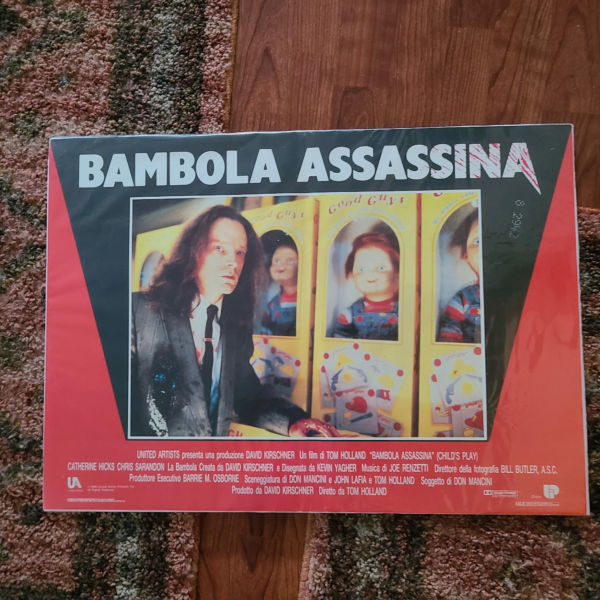 BAMBOLA ASSASSINA
8 2942
Good Guys
Good Guys
UNITED ARTISTS presenta una produzione DAVID KIRSCHNER Un film di TOM HOLLAND "BAMBOLA ASSASSINA" (CHILD'S PLAY)
CATHERINE HICKS CHRIS SARANDON La Bambola Creata da DAVID KIRSCHNER e Disegnata da KEVIN YAGHER Musica di JOE RENZETTI Direttore della fotografia BILL BUTLER, A.S.C.
Produttore Esecutivo BARRIE M. OSBORNE Sceneggiatura di DON MANCINI e JOHN LAFIA e TOM HOLLAND Soggetto di DON MANCINI
Prodotto da DAVID KIRSCHNER Diretto da TOM HOLLAND
UA